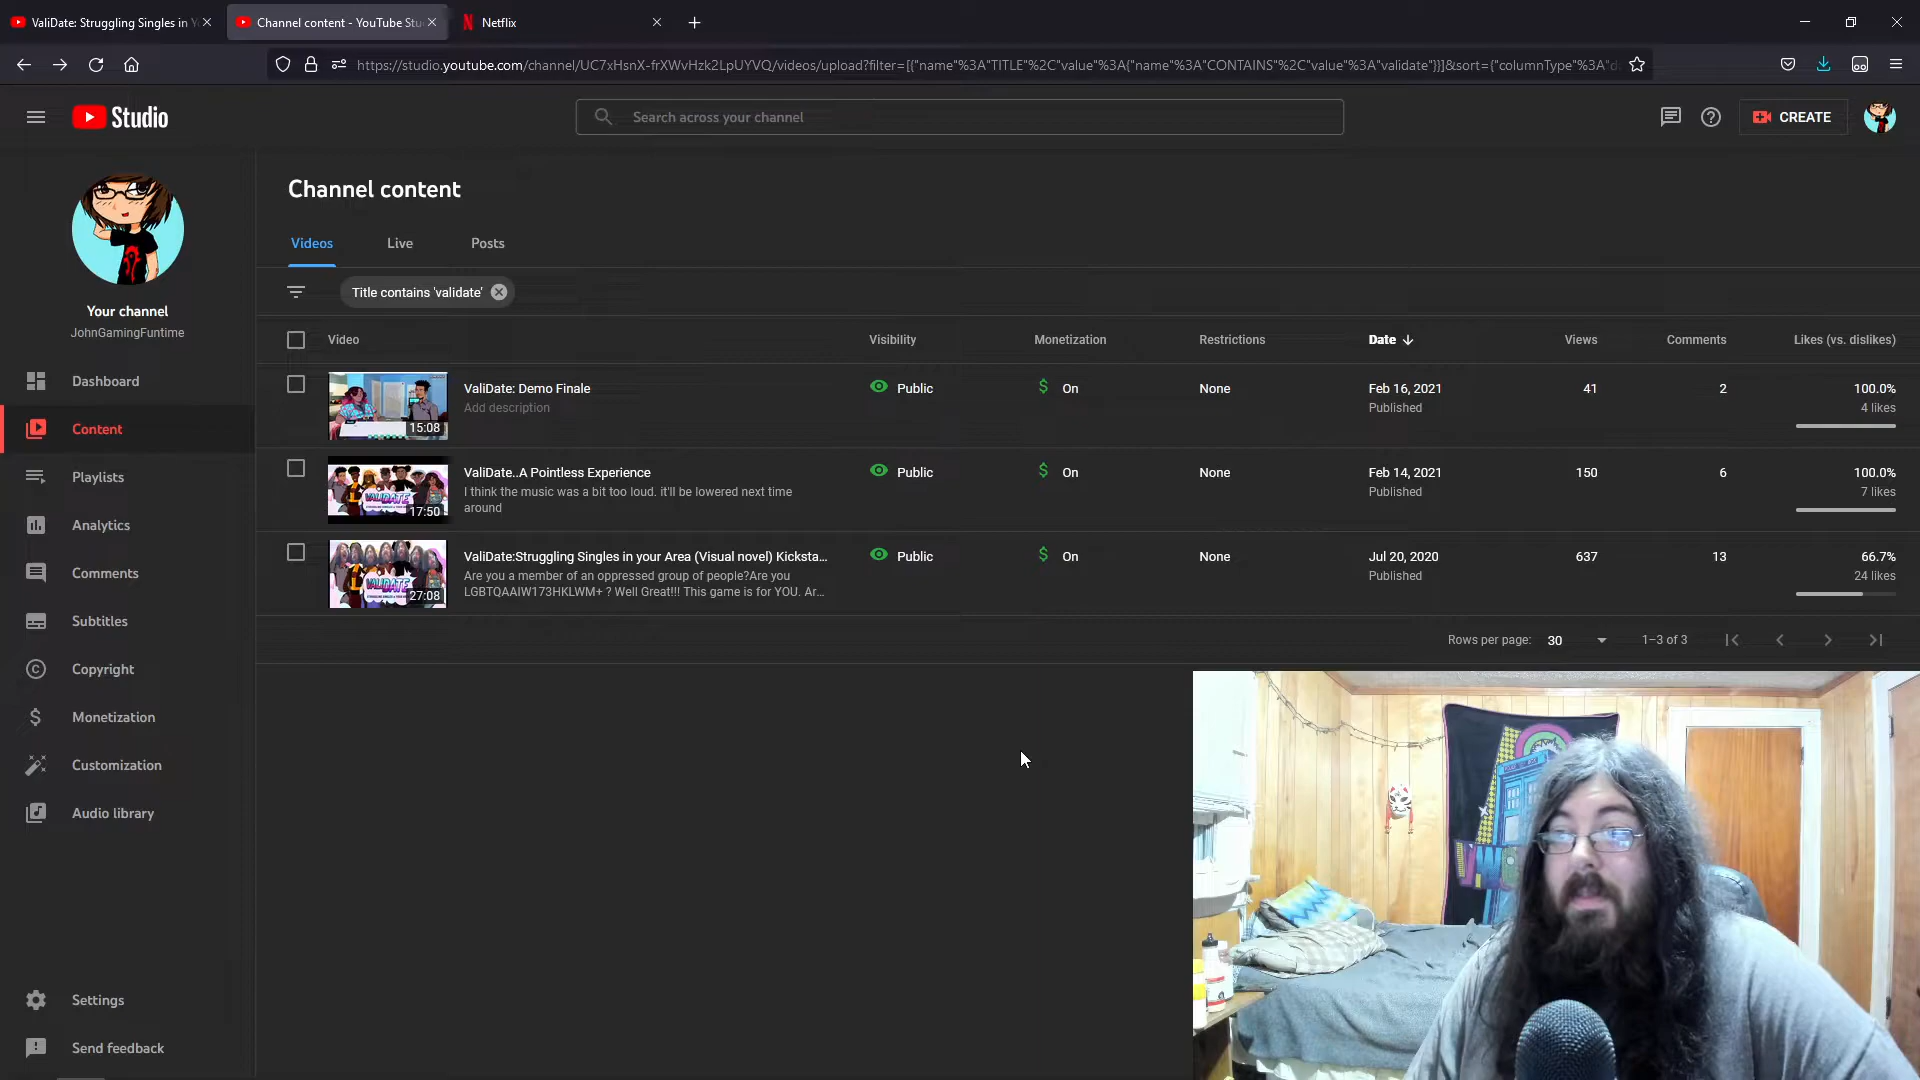 ValiDate: Struggling Singles in Y
Channel content - YouTube Stu
Netflix
https://studio.youtube.com/channel/UC7xHsnX-frXWvHzk2LpUYVQ/videos/upload?filter=[{"name"%3A"TITLE"%2C"value"%3A{"name"%3A"CONTAINS"%2C"value"%3A"validate"}}]&sort={"columnType"%3A"d
Studio
Search across your channel
CREATE
Channel content
Videos Live Posts
Title contains 'validate'
Your channel
JohnGamingFuntime
Dashboard
Content
Playlists
Analytics
Comments
Subtitles
Copyright
Monetization
Customization
Audio library
Settings
Send feedback
Video Visibility Monetization Restrictions Date Views Comments Likes (vs. dislikes)
15:08 ValiDate: Demo Finale Public On None Feb 16, 2021 41 2 100.0%
Add description Published 4 likes
VALIDATE 17:50 ValiDate..A Pointless Experience Public On None Feb 14, 2021 150 6 100.0%
I think the music was a bit too loud. it'll be lowered next time Published 7 likes
around
VALIDATE 27:08 ValiDate:Struggling Singles in your Area (Visual novel) Kicksta... Public On None Jul 20, 2020 637 13 66.7%
Are you a member of an oppressed group of people?Are you Published 24 likes
LGBTQAAIW173HKLWM+ ? Well Great!!! This game is for YOU. Ar...
Rows per page: 30 1–3 of 3